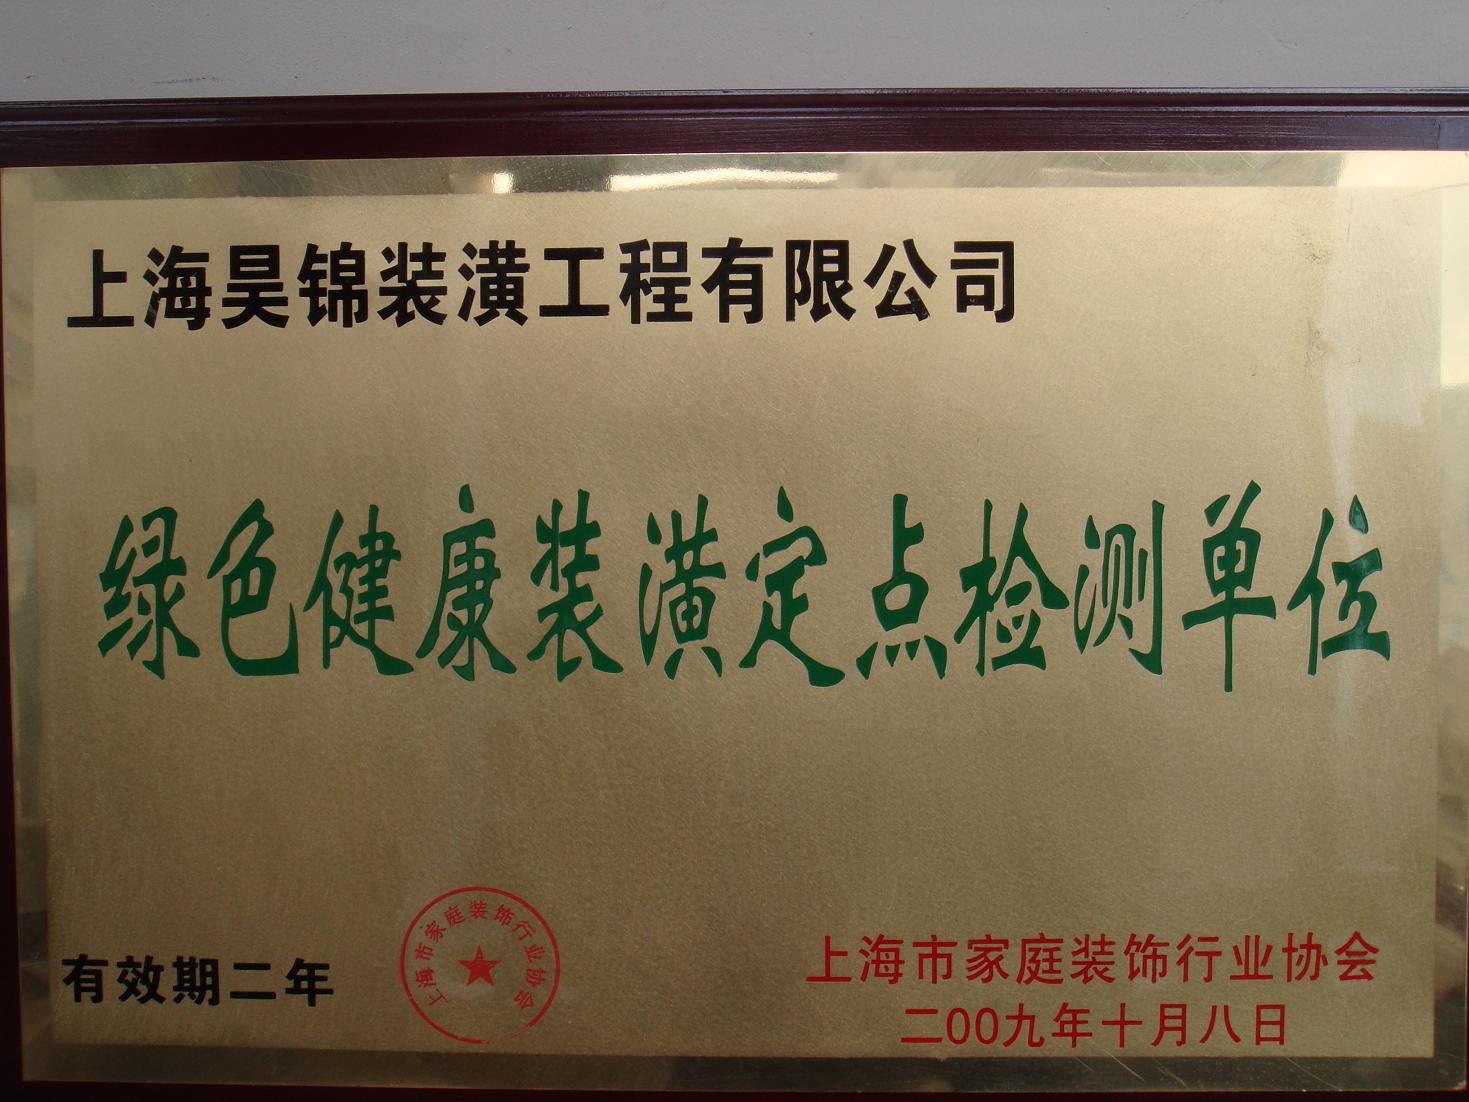 上海昊锦装潢工程有限公司
绿色健康装潢定点检测单位
有效期二年
上海市家庭装饰行业协会
上海市家庭装饰行业协会
二00九年十月八日